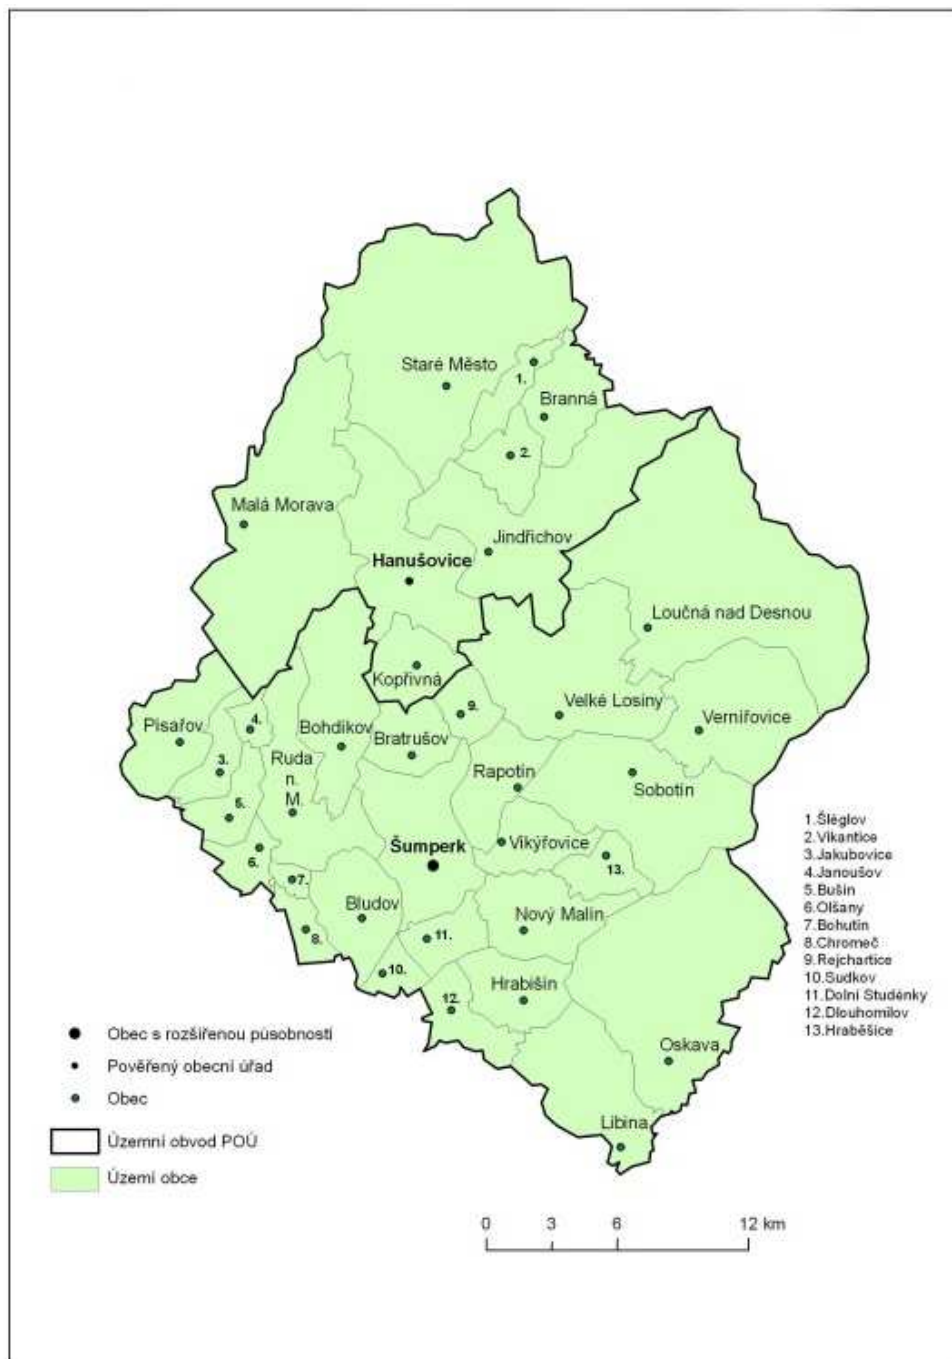 Staré Město
1.
Branná
2.
Malá Morava
Jindřichov
Hanušovice
Loučná nad Desnou
Kopřivná
Velké Losiny
Vernířovice
Písařov
4.
Bohdíkov
9.
Bratrušov
3.
Ruda
n.
M.
Rapotín
Sobotín
5.
Šumperk
Vikýřovice
6.
7.
13.
Bludov
Nový Malín
8.
11.
10.
Hrabišín
12.
Oskava
Libina
1.Šléglov
2.Vikantice
3.Jakubovice
4.Janoušov
5.Bušín
6.Olšany
7.Bohutín
8.Chromeč
9.Rejchartice
10.Sudkov
11.Dolní Studénky
12.Dlouhomilov
13.Hraběšice
Obec s rozšířenou působností
Pověřený obecní úřad
Obec
Územní obvod POÚ
Území obce
0 3 6 12 km